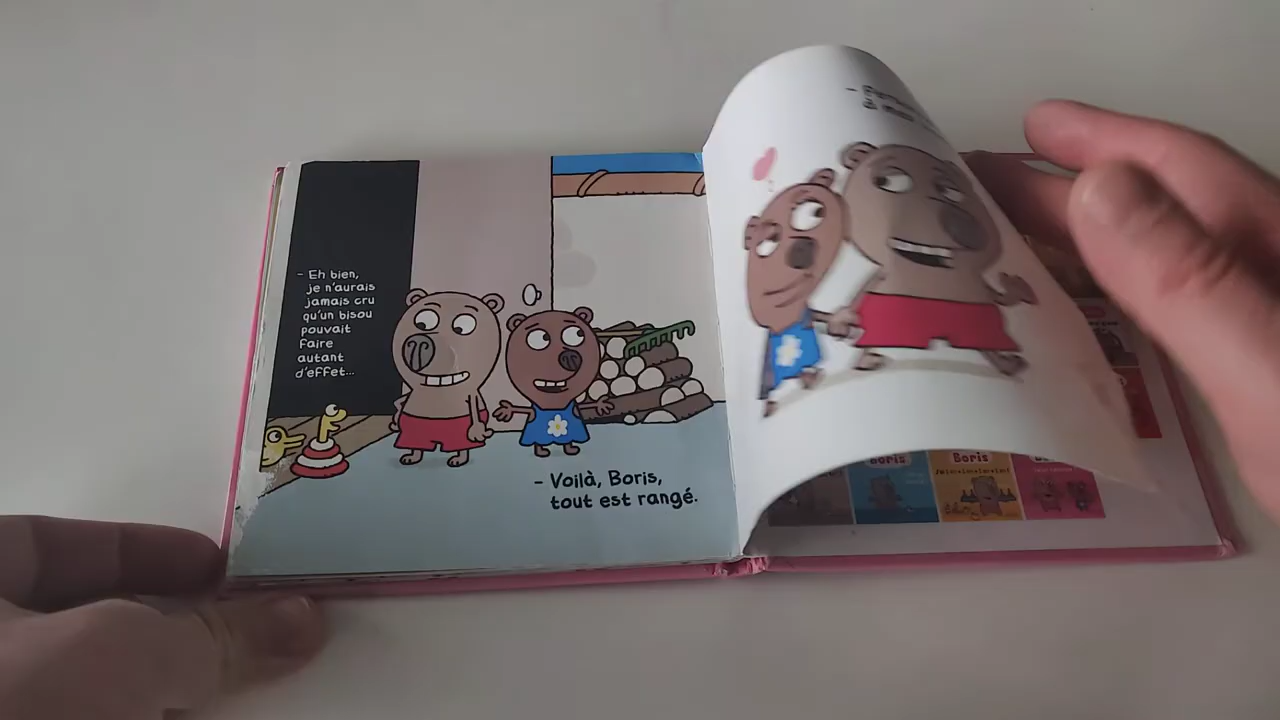 - Eh bien,
je n'aurais
jamais cru
qu'un bisou
pouvait
faire
autant
d'effet...
- Voilà, Boris,
tout est rangé.
à mon
Boris
Boris